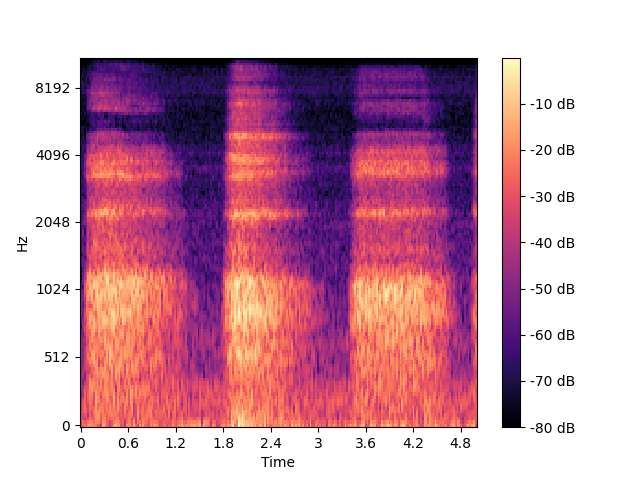 8192
4096
2048
1024
512
0
Hz
0 0.6 1.2 1.8 2.4 3 3.6 4.2 4.8
Time
-10 dB
-20 dB
-30 dB
-40 dB
-50 dB
-60 dB
-70 dB
-80 dB